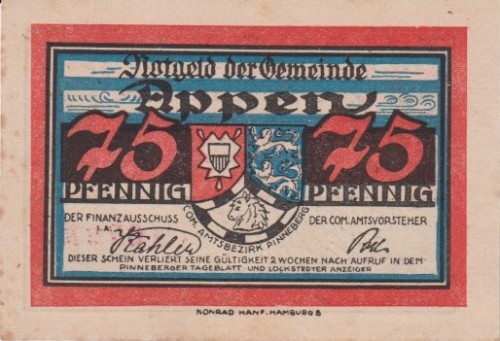 Notgeld der Gemeinde
Appen
75 75
PFENNIG PFENNIG
COM. AMTSBEZIRK PINNEBERG
DER FINANZAUSSCHUSS DER COM. AMTSVORSTEHER
I.A.
DIESER SCHEIN VERLIERT SEINE GÜLTIGKEIT 2 WOCHEN NACH AUFRUF IN DEM
PINNEBERGER TAGEBLATT UND LOCKSTEDTER ANZEIGER
KONRAD HANF, HAMBURG 8